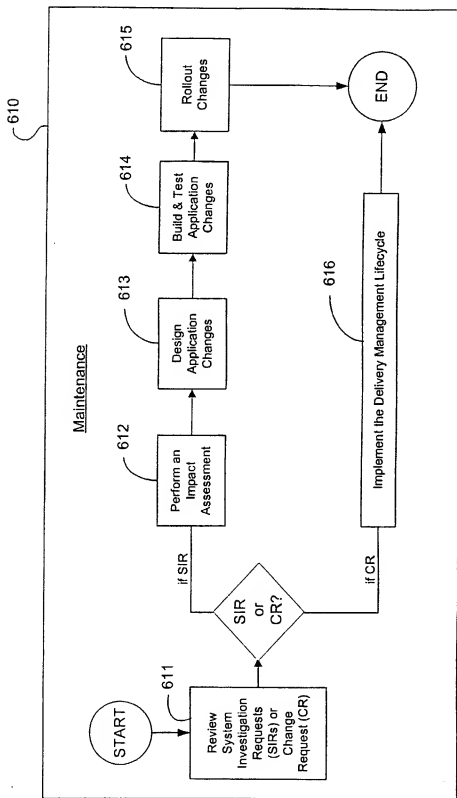 610
Maintenance
START
611
Review
System
Investigation
Requests
(SIRs) or
Change
Request (CR)
SIR
or
CR?
if SIR
612
Perform an
Impact
Assessment
613
Design
Application
Changes
614
Build & Test
Application
Changes
615
Rollout
Changes
if CR
616
Implement the Delivery Management Lifecycle
END